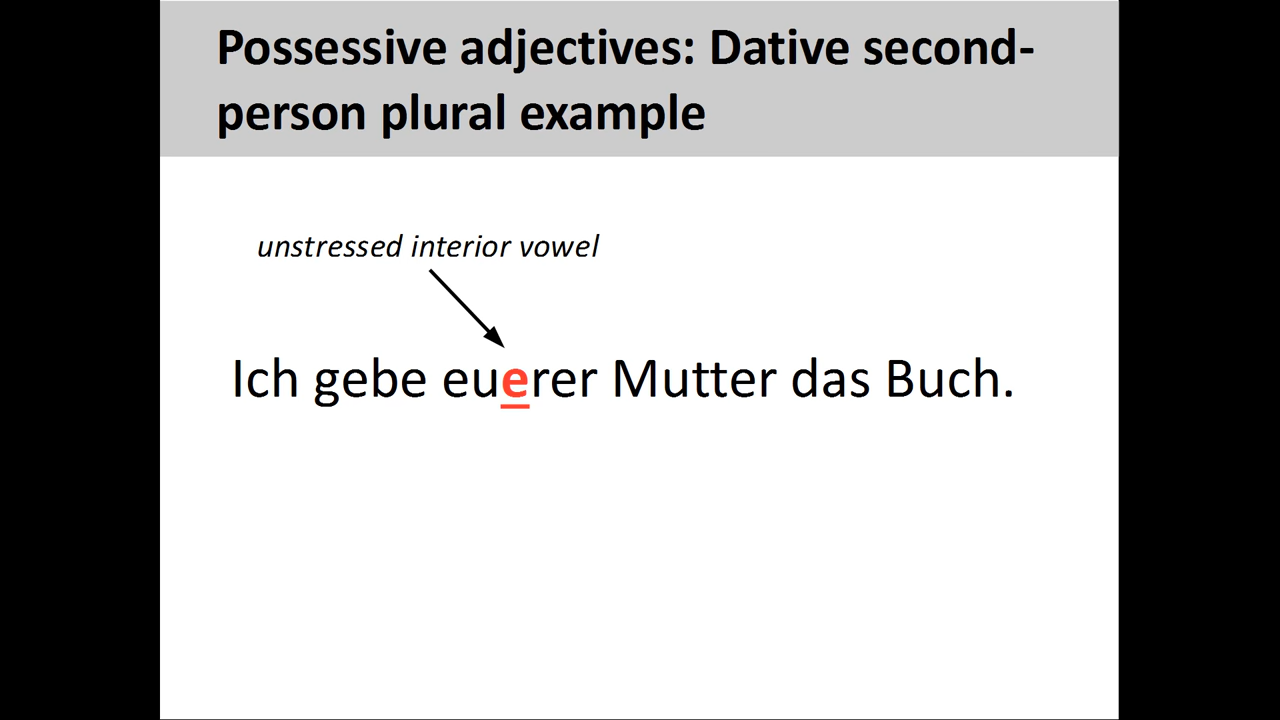 Possessive adjectives: Dative second-
person plural example
unstressed interior vowel
Ich gebe euerer Mutter das Buch.